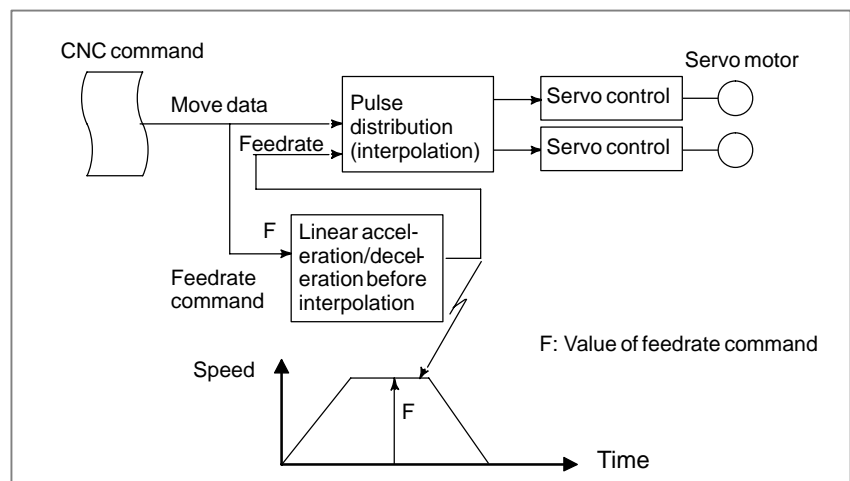 CNC command
Servo motor
Move data
Pulse
distribution
(interpolation)
Servo control
Feedrate
Servo control
F
Linear accel-
eration/decel-
eration before
interpolation
Feedrate
command
F: Value of feedrate command
Speed
F
Time